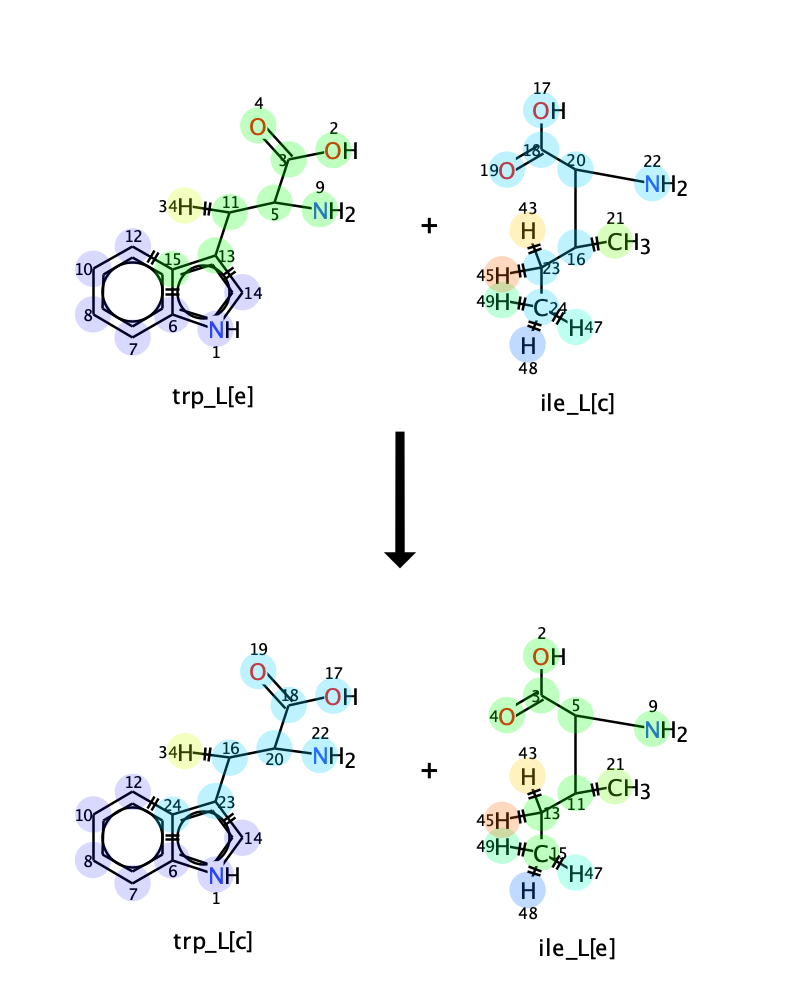 17
4 OH
2 18
O 3 OH 19O 20 22
9 NH2
34H 11 5 NH2 + 43 21
H CH3
12 16
15 13 45H 23
10 14 49H C24
8 6 NH H47
7 1 H
48
trp_L[e] ile_L[c]
2
19 OH
17 3
O 18 OH 4O 5 9
22 NH2
34H 16 20 NH2 + 43 21
H CH3
12 11
24 23 45H 13
10 14 49H C15
8 6 NH H47
7 1 H
48
trp_L[c] ile_L[e]